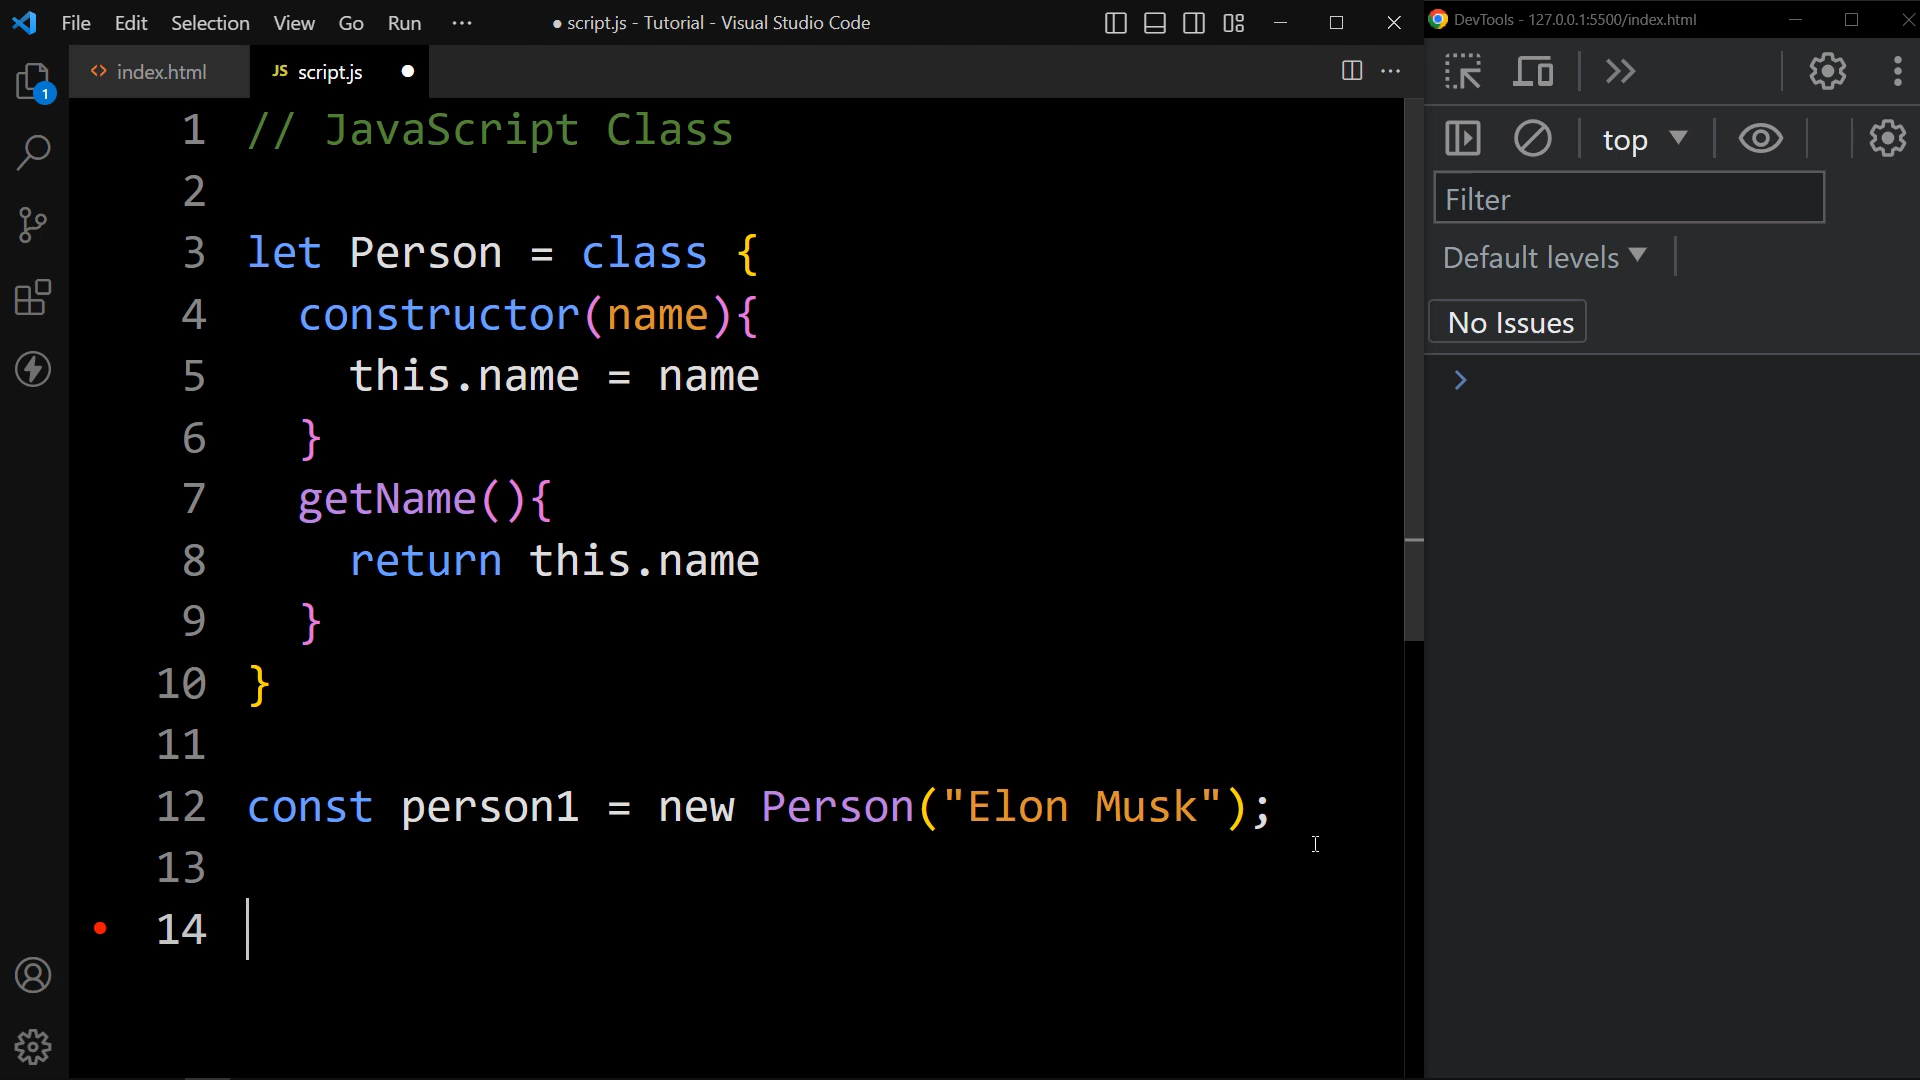 File Edit Selection View Go Run ··· ● script.js - Tutorial - Visual Studio Code
<> index.html JS script.js ●
1
1 // JavaScript Class
2
3 let Person = class {
4 constructor(name){
5 this.name = name
6 }
7 getName(){
8 return this.name
9 }
10 }
11
12 const person1 = new Person("Elon Musk");
13
14
DevTools - 127.0.0.1:5500/index.html
top
Filter
Default levels
No Issues